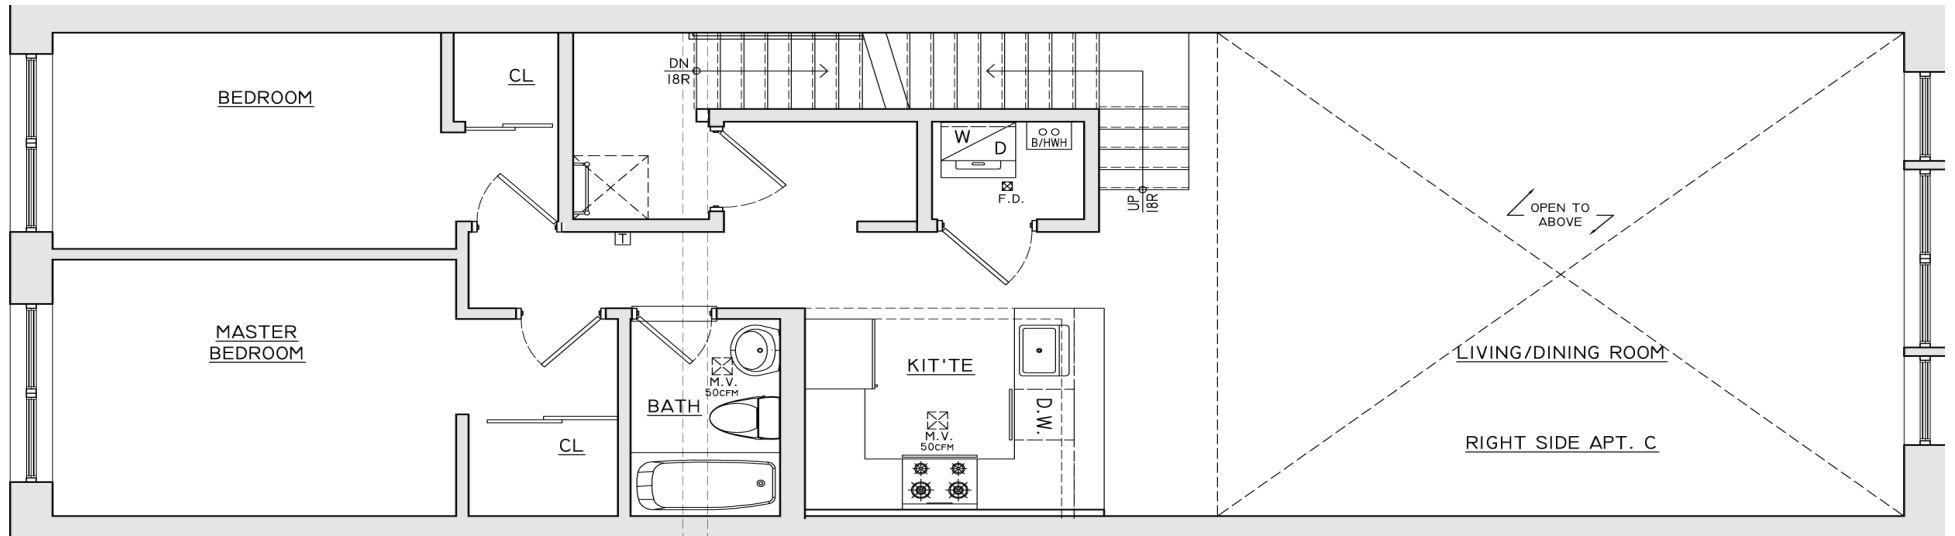 BEDROOM
CL
DN
18R
W
D
B/HWH
F.D.
UP
18R
OPEN TO
ABOVE
T
MASTER
BEDROOM
CL
BATH
M.V.
50CFM
KIT'TE
M.V.
50CFM
D.W.
LIVING/DINING ROOM
RIGHT SIDE APT. C